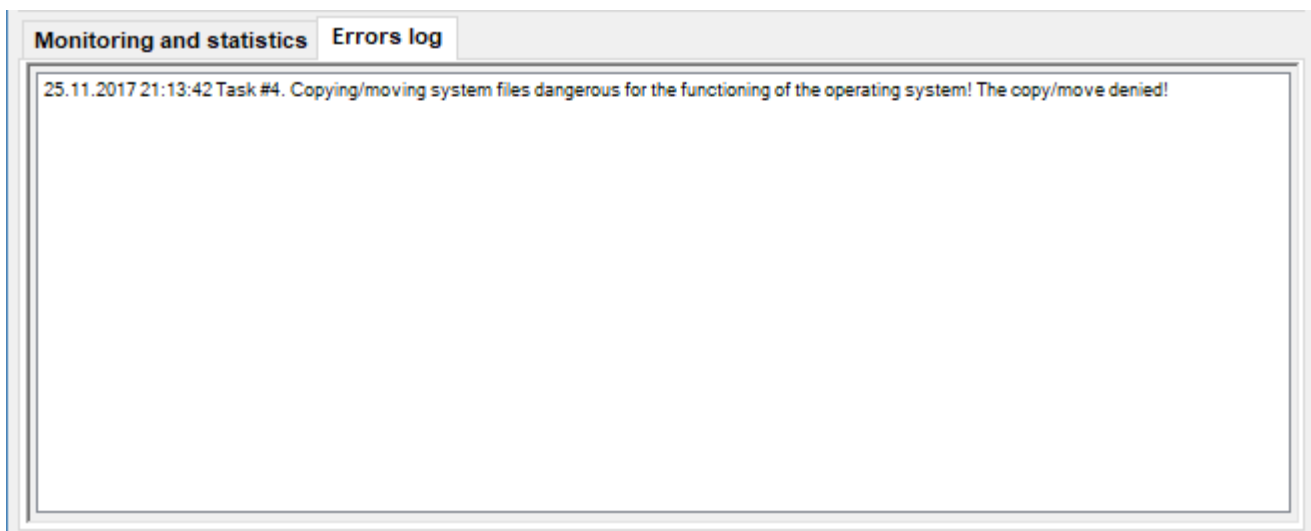 Monitoring and statistics Errors log
25.11.2017 21:13:42 Task #4. Copying/moving system files dangerous for the functioning of the operating system! The copy/move denied!